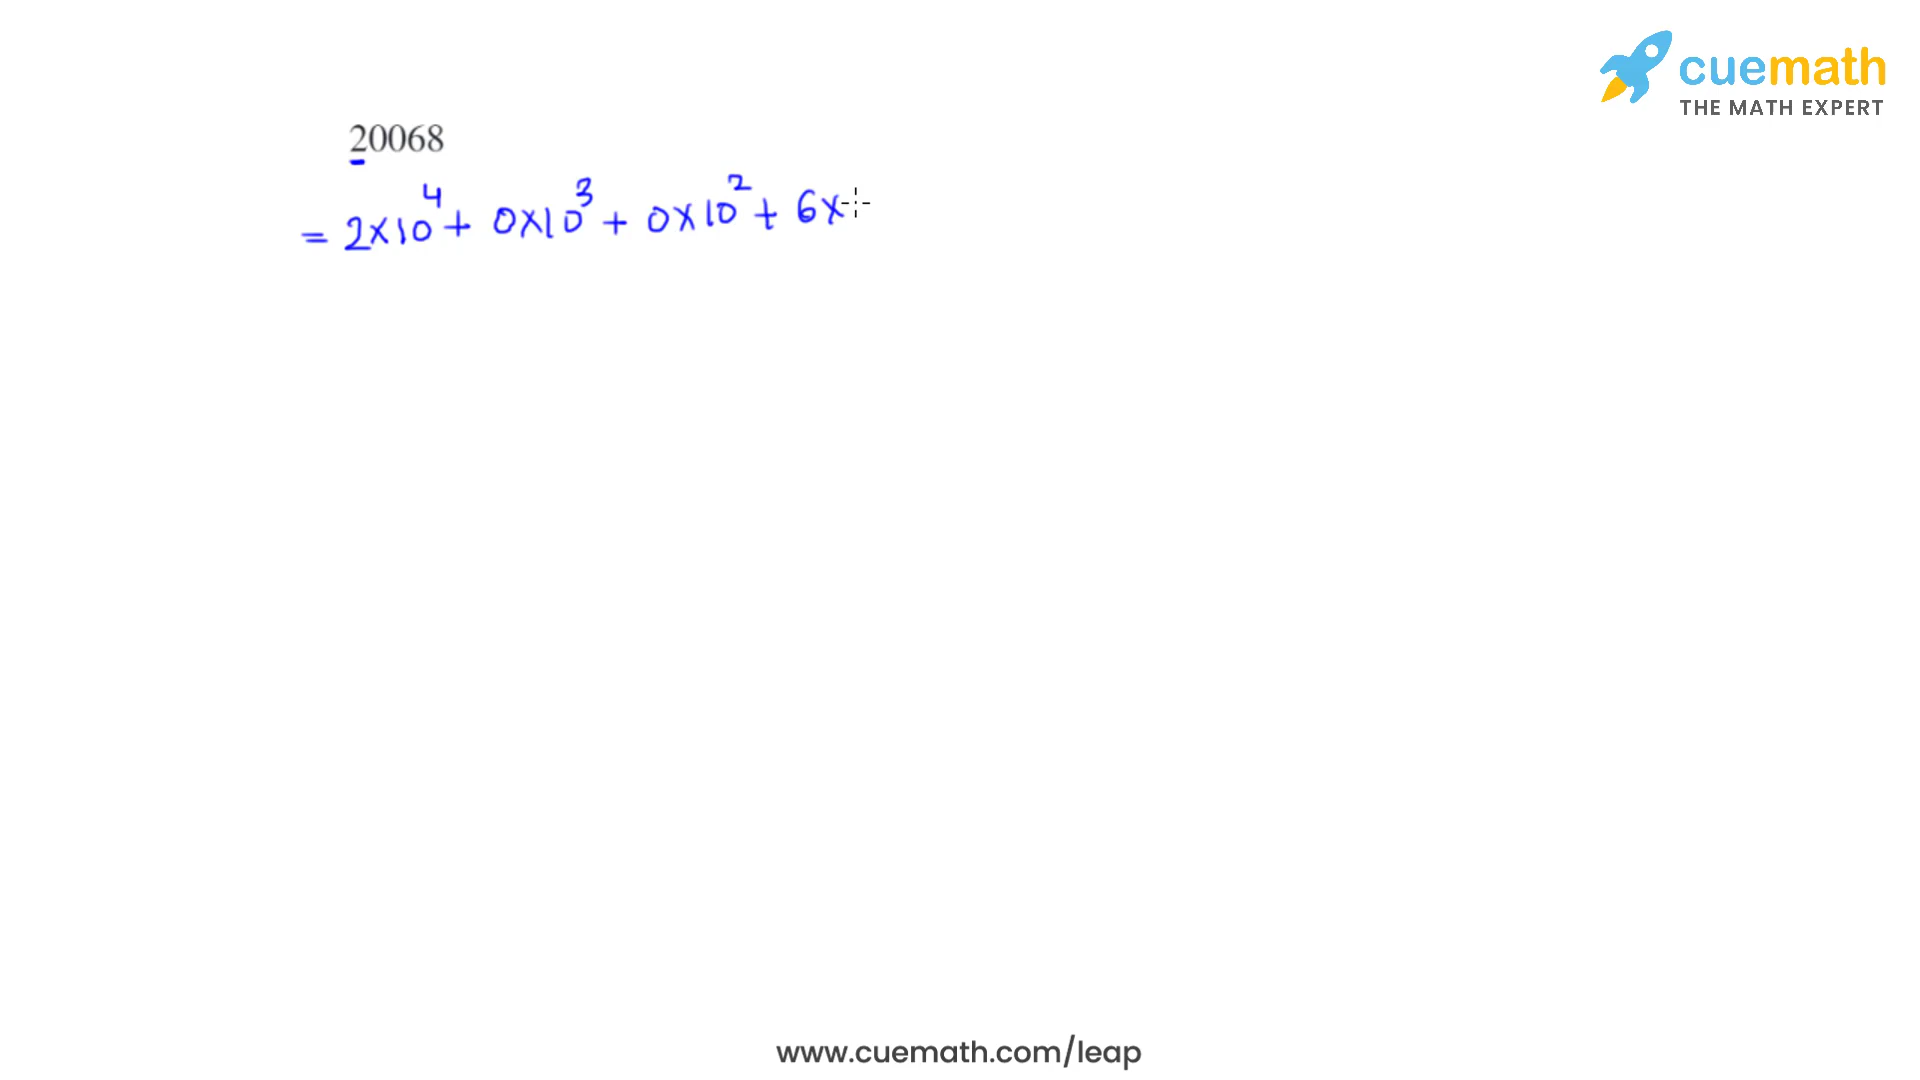 cuemath
THE MATH EXPERT
20068
= 2×10⁴ + 0×10³ + 0×10² + 6×
www.cuemath.com/leap